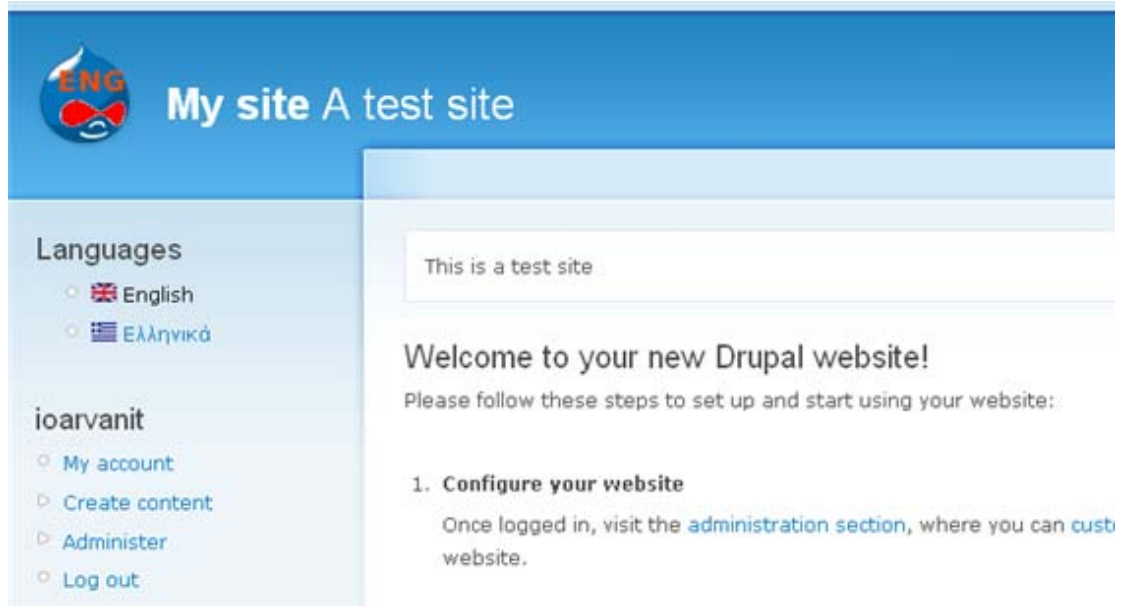 ENG
My site A test site
Languages
English
Ελληνικά
ioarvanit
My account
Create content
Administer
Log out
This is a test site
Welcome to your new Drupal website!
Please follow these steps to set up and start using your website:
1. Configure your website
Once logged in, visit the administration section, where you can
website.